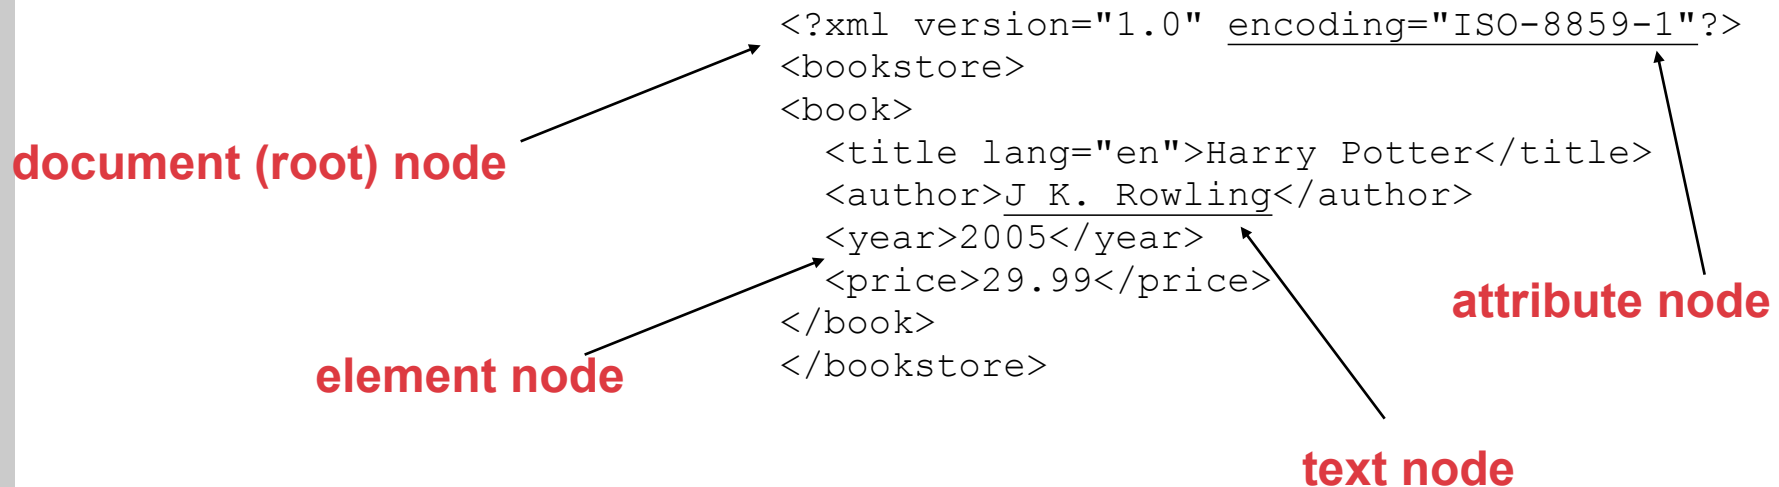 <?xml version="1.0" encoding="ISO-8859-1"?>
<bookstore>
<book>
<title lang="en">Harry Potter</title>
<author>J K. Rowling</author>
<year>2005</year>
<price>29.99</price>
</book>
</bookstore>
document (root) node
element node
attribute node
text node